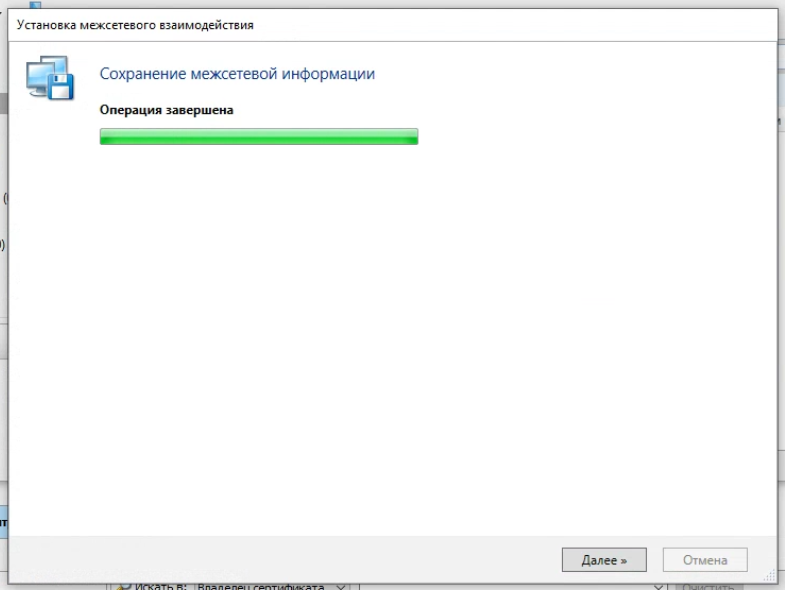 Установка межсетевого взаимодействия
Сохранение межсетевой информации
Операция завершена
Далее »
Отмена
Искать в:
Владелец сертификата
Очистить